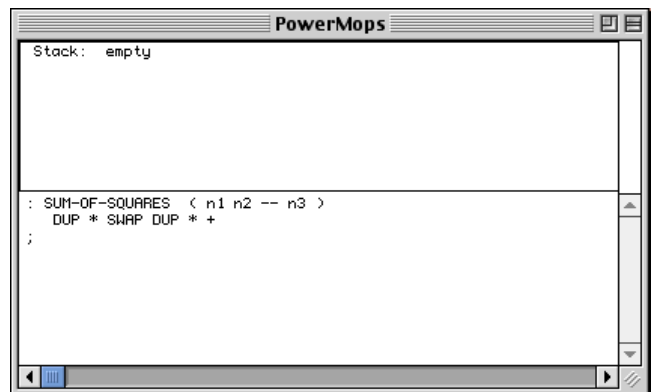 PowerMops
Stack: empty
: SUM-OF-SQUARES ( n1 n2 -- n3 )
DUP * SWAP DUP * +
;